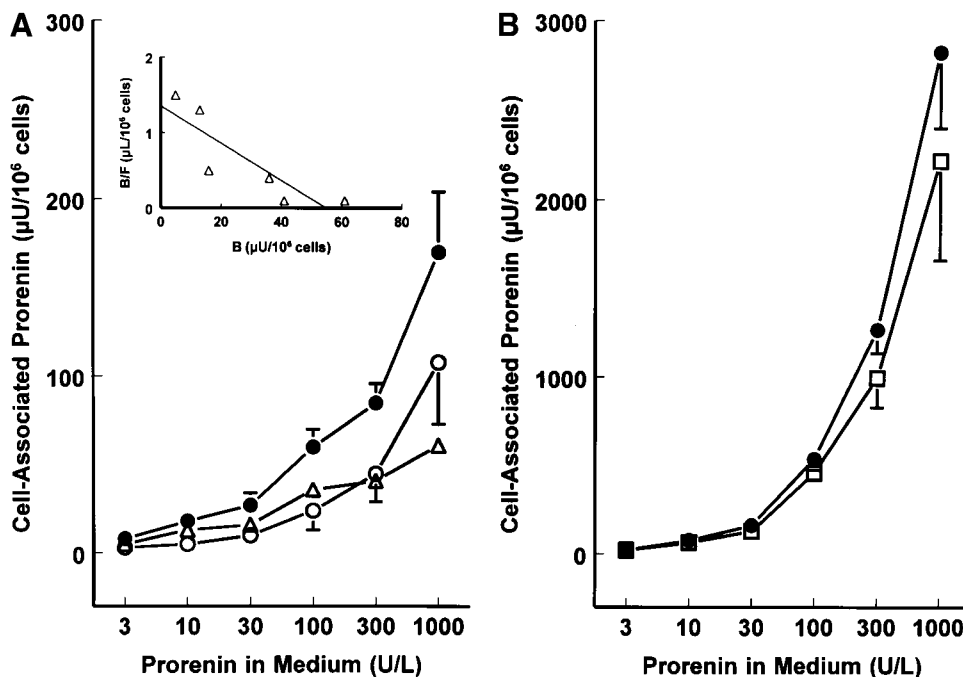 A
300
200
100
0
Cell-Associated Prorenin (µU/10⁶ cells)
2
1
0
B/F (µL/10⁶ cells)
0 20 40 60 80
B (µU/10⁶ cells)
3 10 30 100 300 1000
Prorenin in Medium (U/L)
B
3000
2000
1000
0
Cell-Associated Prorenin (µU/10⁶ cells)
3 10 30 100 300 1000
Prorenin in Medium (U/L)